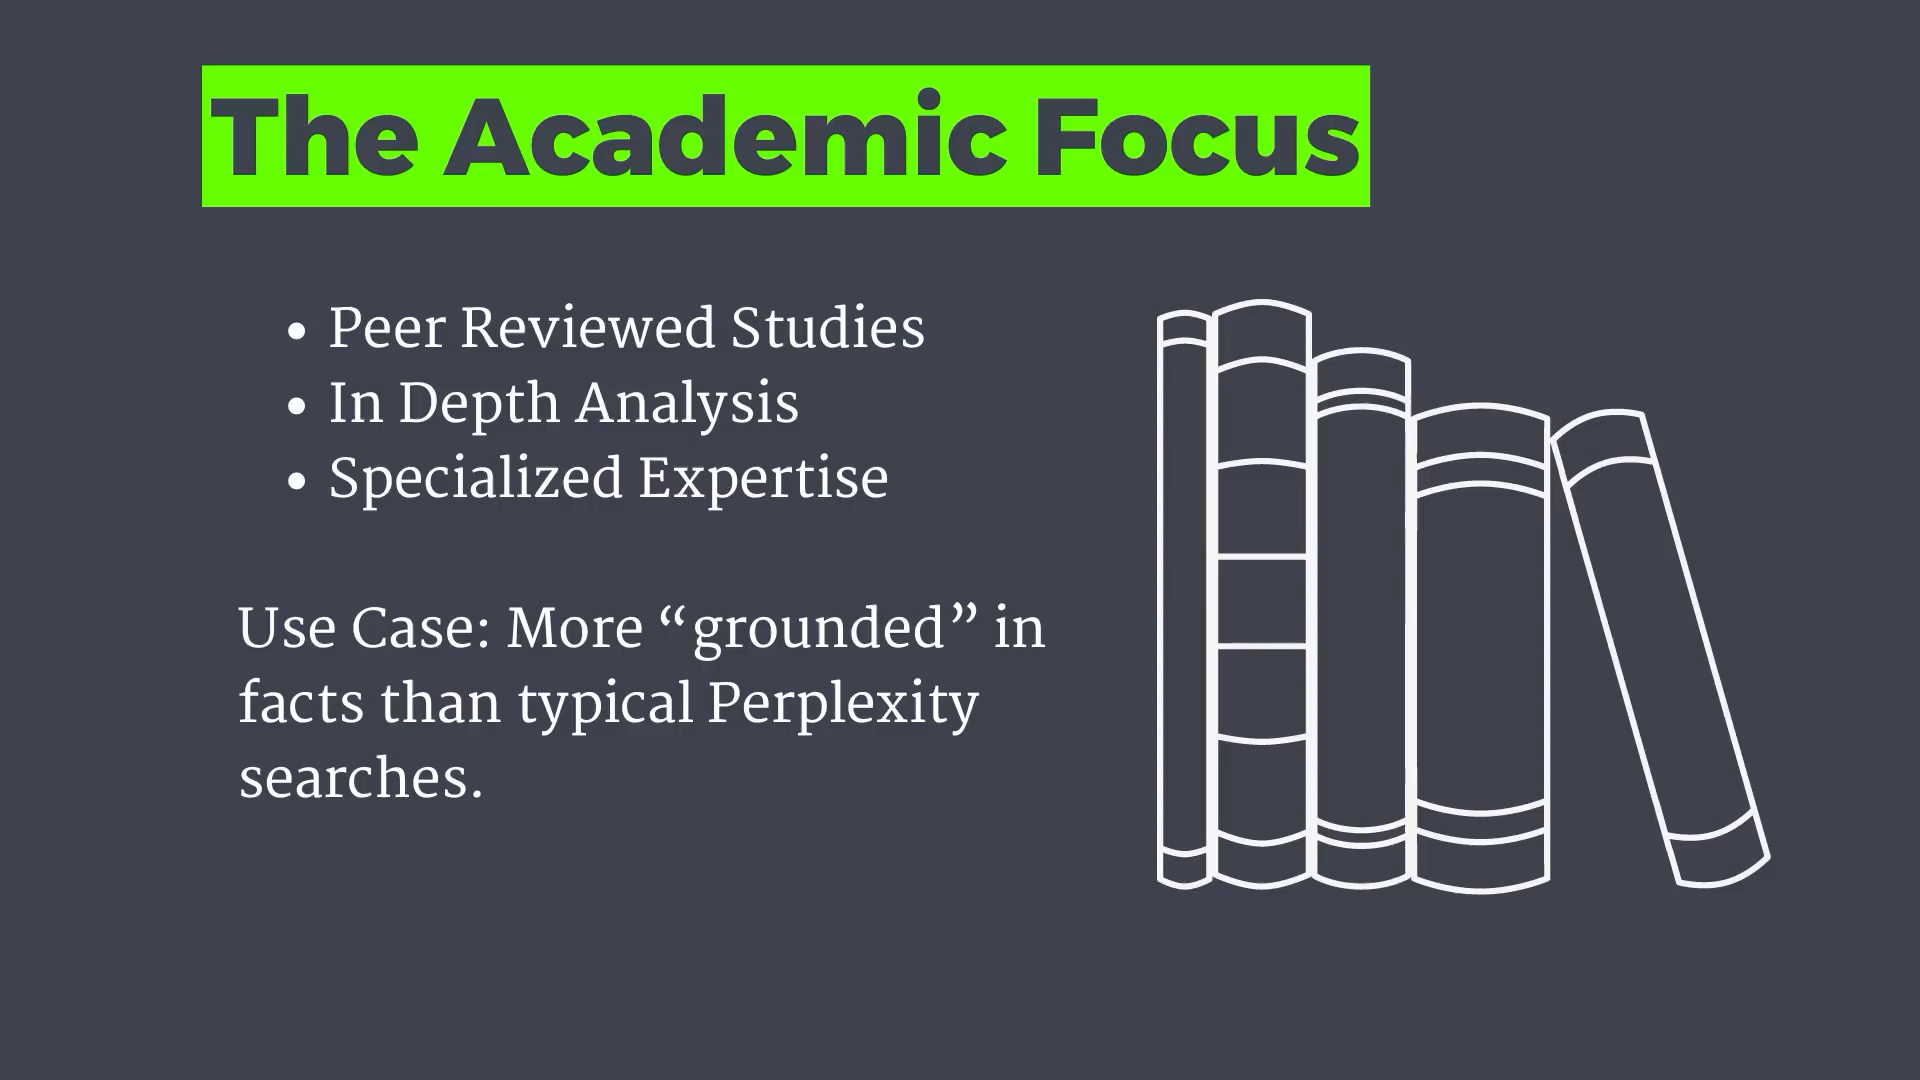 The Academic Focus
• Peer Reviewed Studies
• In Depth Analysis
• Specialized Expertise
Use Case: More “grounded” in
facts than typical Perplexity
searches.